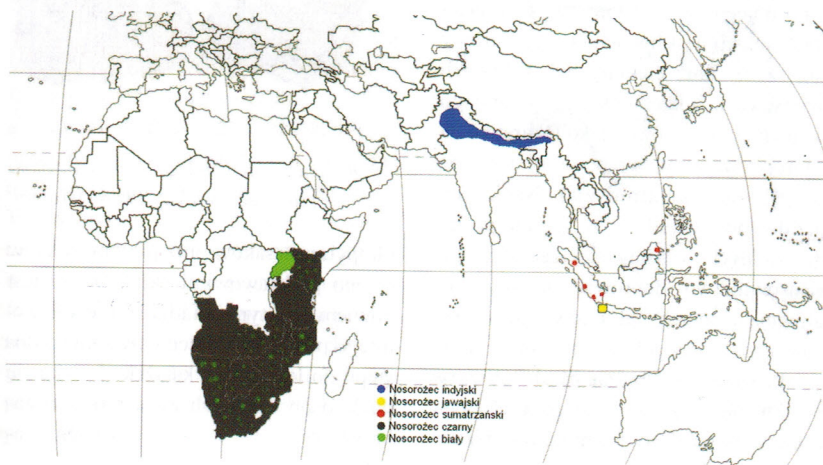 Nosorożec indyjski
Nosorożec jawajski
Nosorożec sumatrzański
Nosorożec czarny
Nosorożec biały